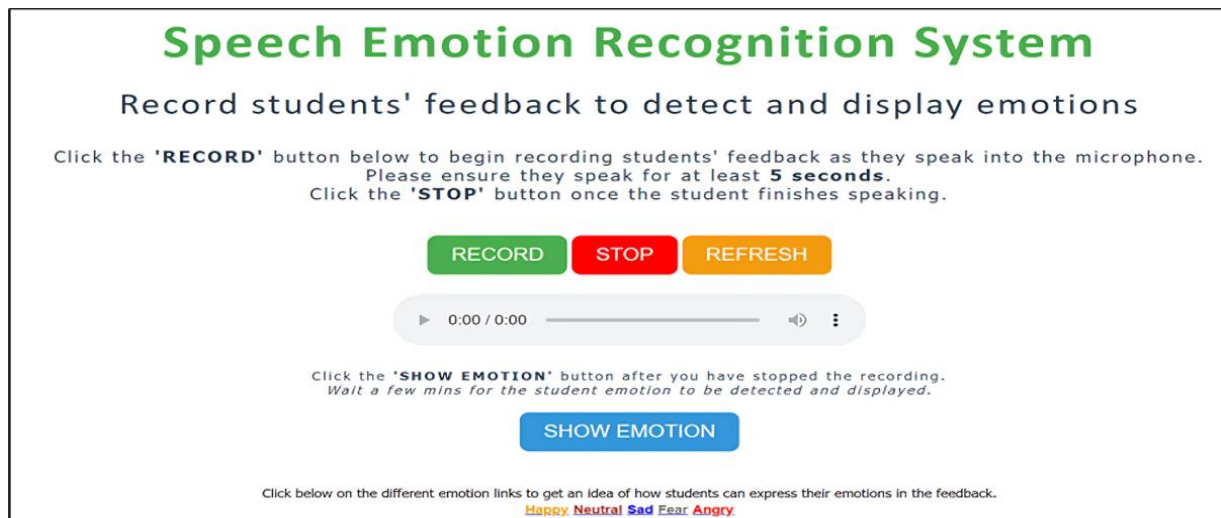 Speech Emotion Recognition System
Record students' feedback to detect and display emotions
Click the 'RECORD' button below to begin recording students' feedback as they speak into the microphone.
Please ensure they speak for at least 5 seconds.
Click the 'STOP' button once the student finishes speaking.
RECORD STOP REFRESH
0:00 / 0:00
Click the 'SHOW EMOTION' button after you have stopped the recording.
Wait a few mins for the student emotion to be detected and displayed.
SHOW EMOTION
Click below on the different emotion links to get an idea of how students can express their emotions in the feedback.
Happy Neutral Sad Fear Angry